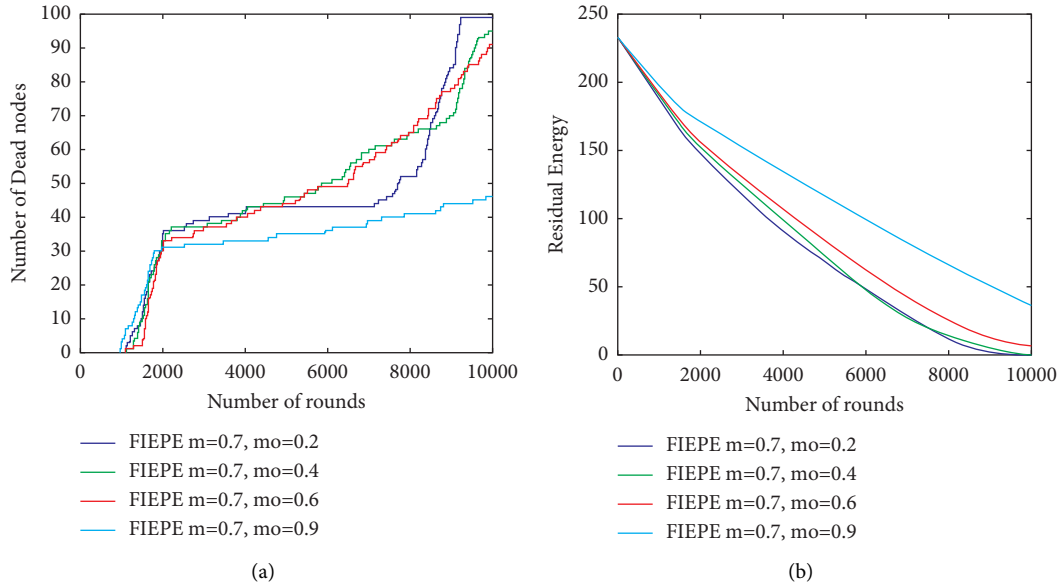 100
90
80
70
60
50
40
30
20
10
0
Number of Dead nodes
0 2000 4000 6000 8000 10000
Number of rounds
FIEPE m=0.7, mo=0.2
FIEPE m=0.7, mo=0.4
FIEPE m=0.7, mo=0.6
FIEPE m=0.7, mo=0.9
(a)
250
200
150
100
50
0
Residual Energy
0 2000 4000 6000 8000 10000
Number of rounds
FIEPE m=0.7, mo=0.2
FIEPE m=0.7, mo=0.4
FIEPE m=0.7, mo=0.6
FIEPE m=0.7, mo=0.9
(b)